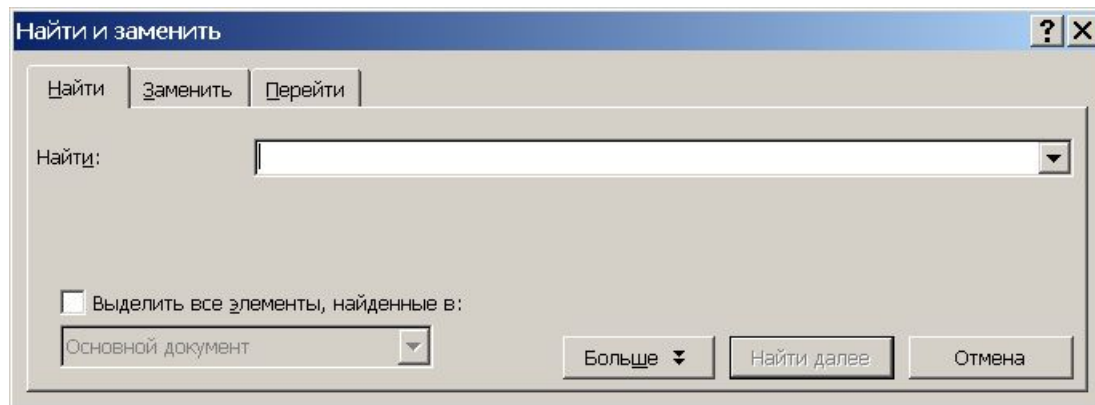 Найти и заменить
Найти Заменить Перейти
Найти:
Выделить все элементы, найденные в:
Основной документ
Больше Найти далее Отмена